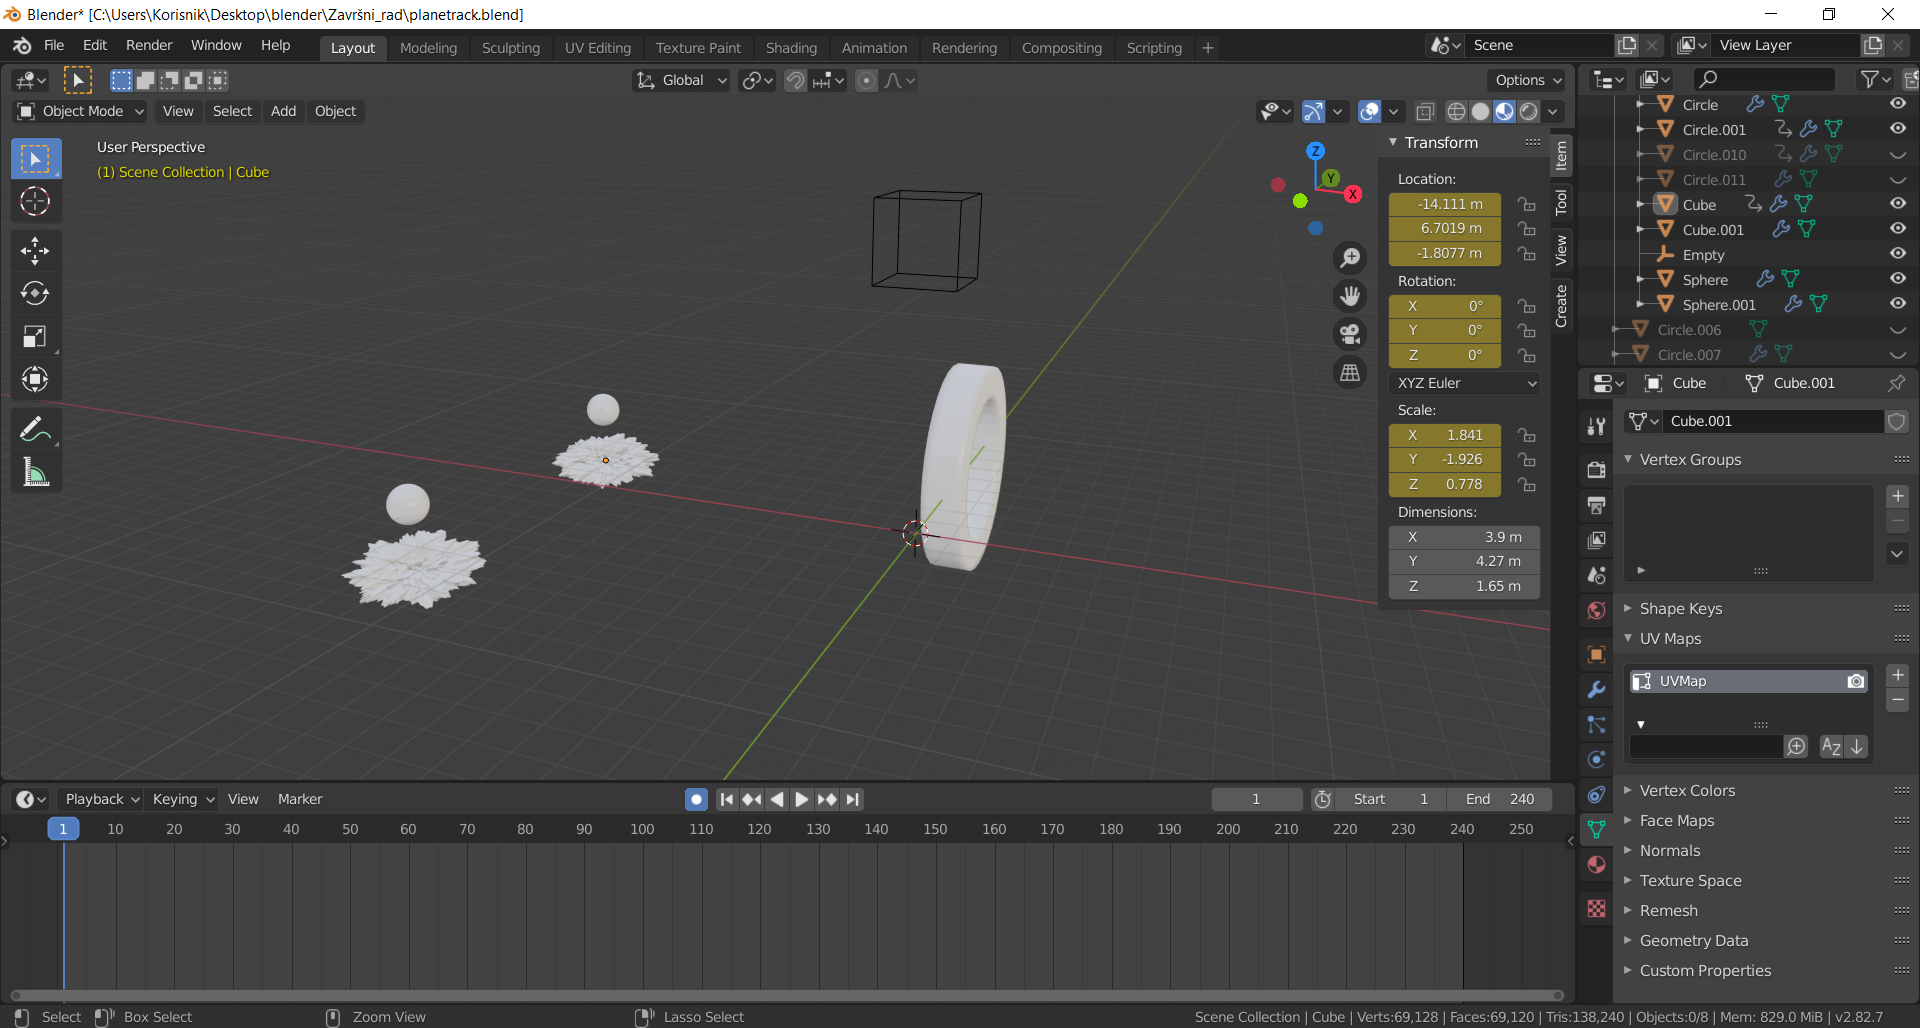 Blender* [C:\Users\Korisnik\Desktop\blender\Završni_rad\planetrack.blend]
File Edit Render Window Help Layout Modeling Sculpting UV Editing Texture Paint Shading Animation Rendering Compositing Scripting + Scene View Layer
Global Options
Object Mode View Select Add Object
User Perspective
(1) Scene Collection | Cube
Z
Y
X
Transform
Location:
-14.111 m
6.7019 m
-1.8077 m
Rotation:
X 0°
Y 0°
Z 0°
XYZ Euler
Scale:
X 1.841
Y -1.926
Z 0.778
Dimensions:
X 3.9 m
Y 4.27 m
Z 1.65 m
Item
Tool
View
Create
Circle
Circle.001
Circle.010
Circle.011
Cube
Cube.001
Empty
Sphere
Sphere.001
Circle.006
Circle.007
Cube Cube.001
Cube.001
Vertex Groups
Shape Keys
UV Maps
UVMap
AZ
Vertex Colors
Face Maps
Normals
Texture Space
Remesh
Geometry Data
Custom Properties
Playback Keying View Marker 1 Start 1 End 240
1 10 20 30 40 50 60 70 80 90 100 110 120 130 140 150 160 170 180 190 200 210 220 230 240 250
Select Box Select Zoom View Lasso Select Scene Collection | Cube | Verts:69,128 | Faces:69,120 | Tris:138,240 | Objects:0/8 | Mem: 829.0 MiB | v2.82.7